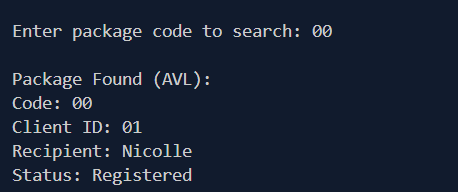 Enter package code to search: 00
Package Found (AVL):
Code: 00
Client ID: 01
Recipient: Nicolle
Status: Registered